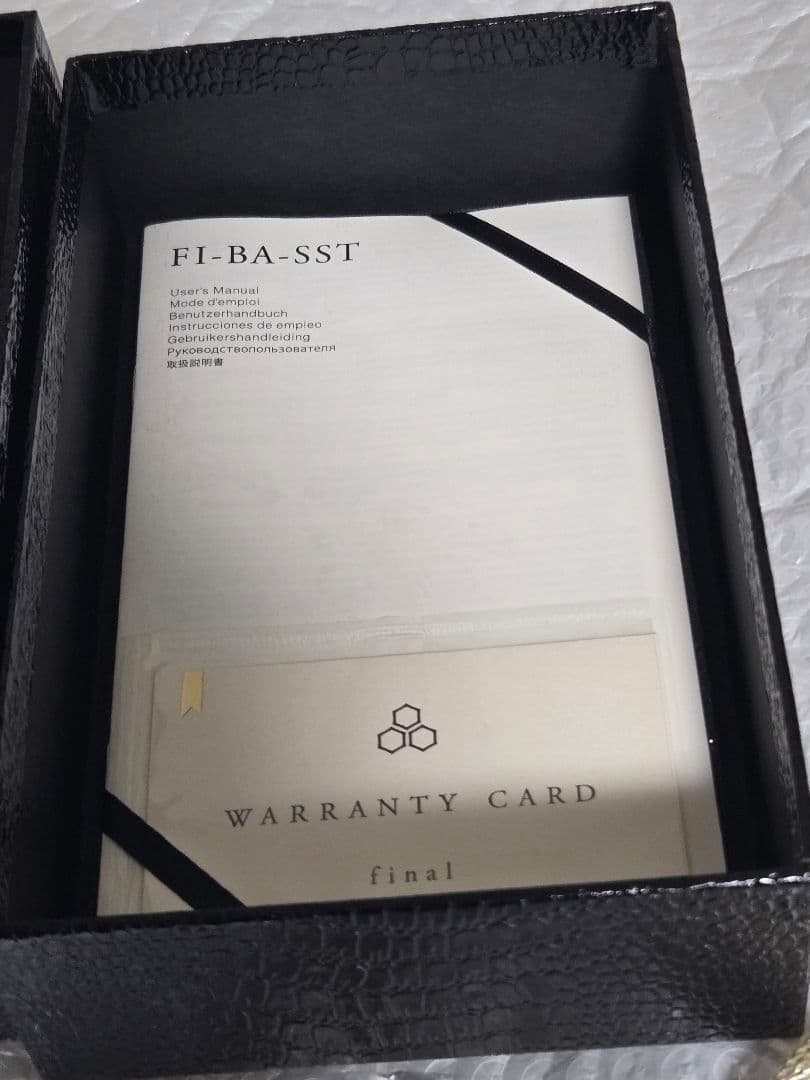 FI-BA-SST
User's Manual
Mode d'emploi
Benutzerhandbuch
Instrucciones de empleo
Gebruikershandleiding
Руководствопользователя
取扱説明書
WARRANTY CARD
final